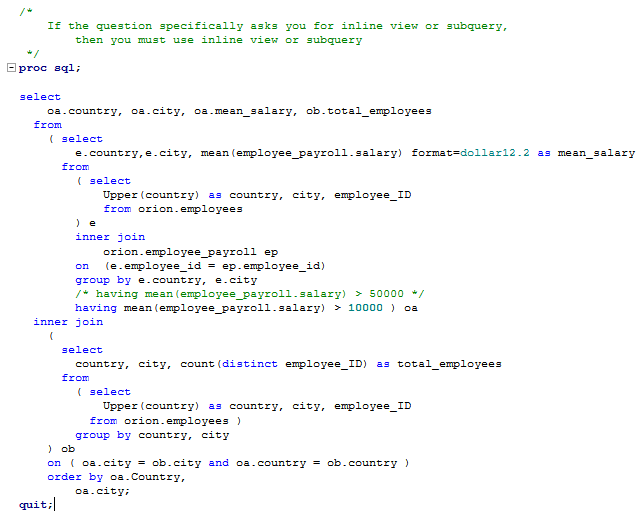 /*
If the question specifically asks you for inline view or subquery,
then you must use inline view or subquery
*/
proc sql;
select
oa.country, oa.city, oa.mean_salary, ob.total_employees
from
( select
e.country,e.city, mean(employee_payroll.salary) format=dollar12.2 as mean_salary
from
( select
Upper(country) as country, city, employee_ID
from orion.employees
) e
inner join
orion.employee_payroll ep
on  (e.employee_id = ep.employee_id)
group by e.country, e.city
/* having mean(employee_payroll.salary) > 50000 */
having mean(employee_payroll.salary) > 10000 ) oa
inner join
(
select
country, city, count(distinct employee_ID) as total_employees
from
( select
Upper(country) as country, city, employee_ID
from orion.employees )
group by country, city
) ob
on ( oa.city = ob.city and oa.country = ob.country )
order by oa.Country,
oa.city;
quit;